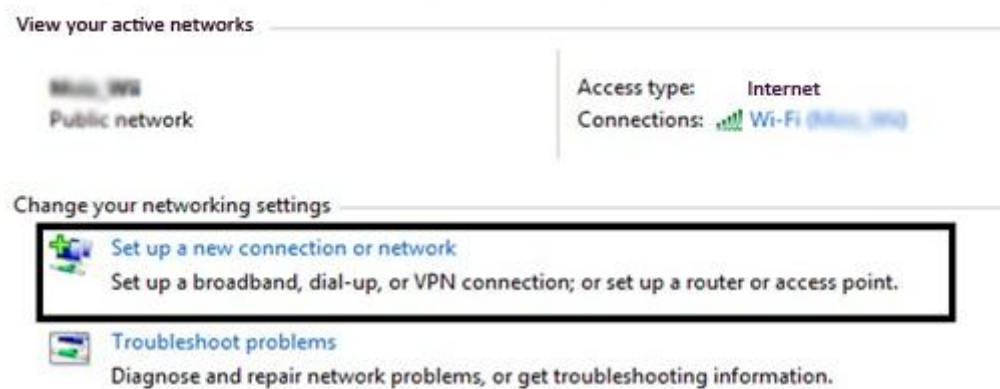 View your active networks
Public network
Access type: Internet
Connections: Wi-Fi
Change your networking settings
Set up a new connection or network
Set up a broadband, dial-up, or VPN connection; or set up a router or access point.
Troubleshoot problems
Diagnose and repair network problems, or get troubleshooting information.